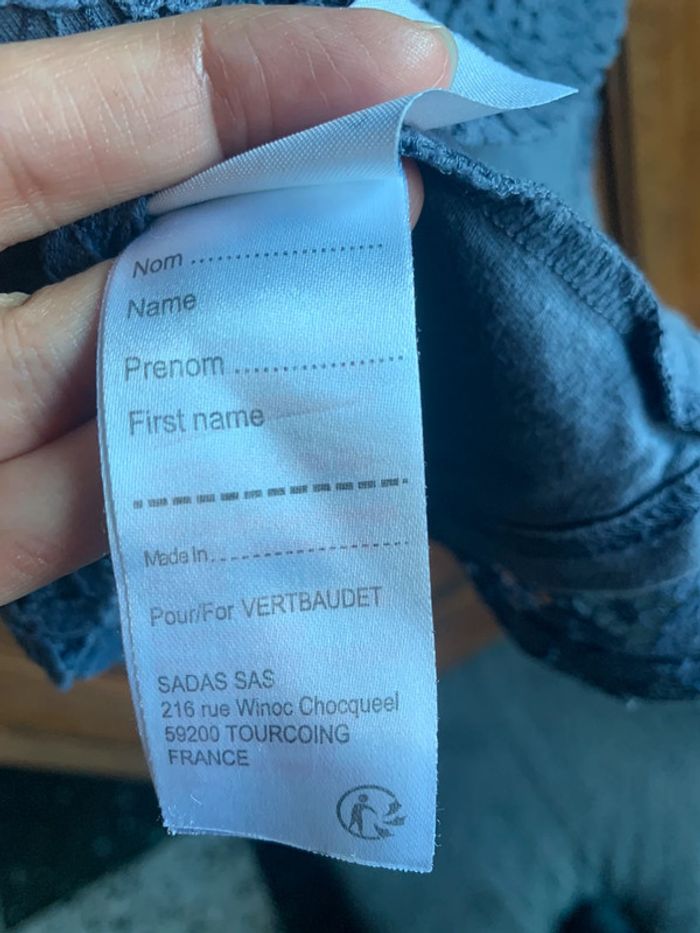 Nom ..............................
Name
Prenom ..........................
First name
Made In..............................
Pour/For VERTBAUDET
SADAS SAS
216 rue Winoc Chocqueel
59200 TOURCOING
FRANCE